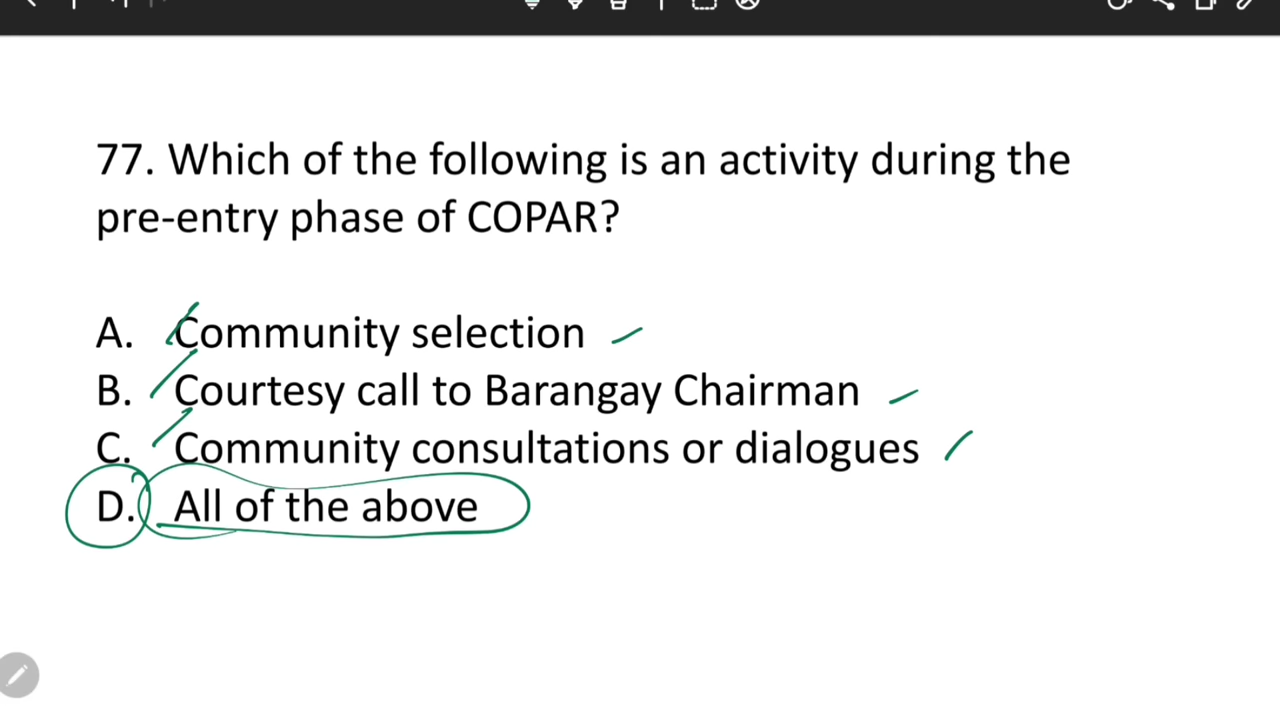 77. Which of the following is an activity during the
pre-entry phase of COPAR?
A. Community selection
B. Courtesy call to Barangay Chairman
C. Community consultations or dialogues
D. All of the above